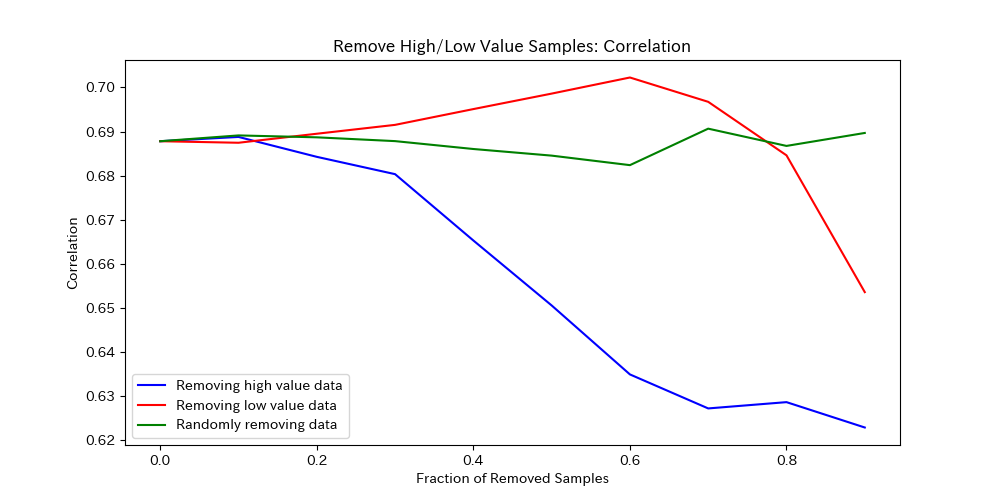 Remove High/Low Value Samples: Correlation
Correlation
0.70
0.69
0.68
0.67
0.66
0.65
0.64
0.63
0.62
Removing high value data
Removing low value data
Randomly removing data
0.0 0.2 0.4 0.6 0.8
Fraction of Removed Samples